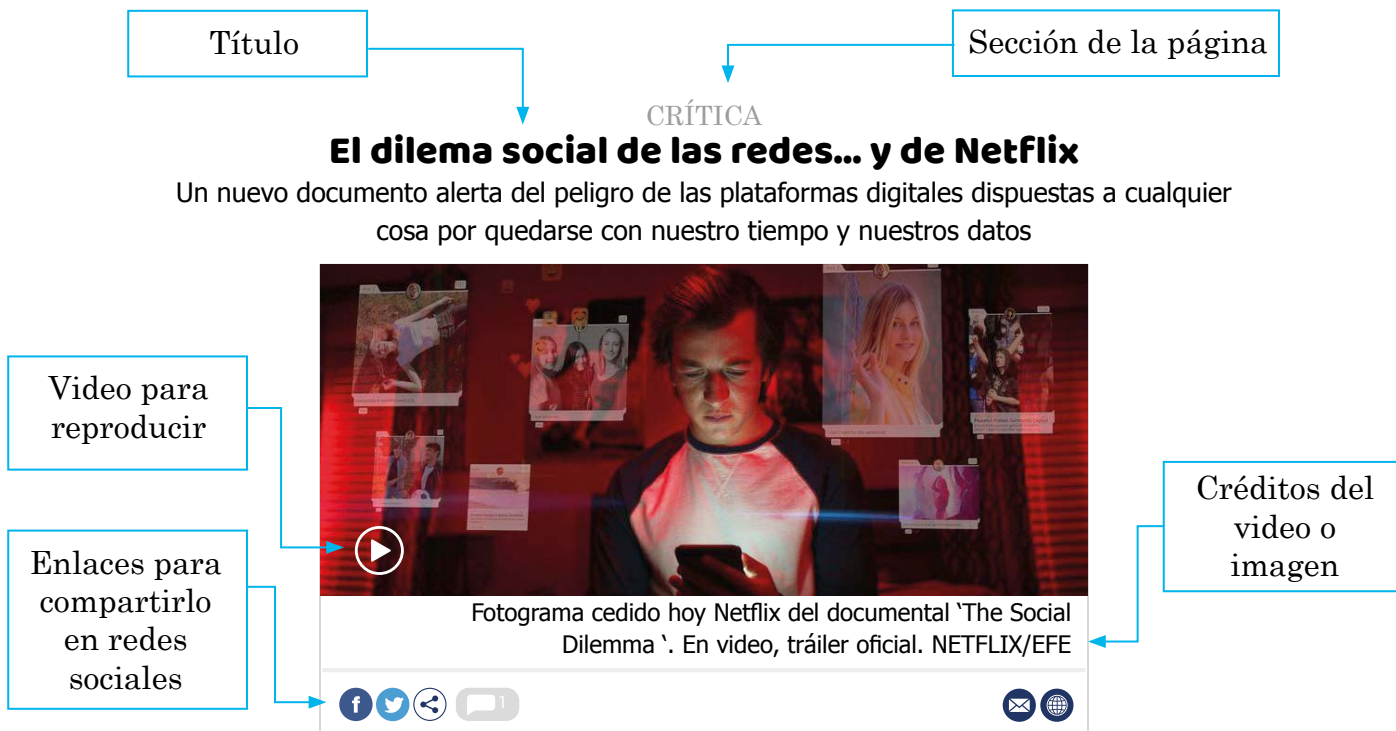 Título
Sección de la página
CRÍTICA
El dilema social de las redes... y de Netflix
Un nuevo documento alerta del peligro de las plataformas digitales dispuestas a cualquier
cosa por quedarse con nuestro tiempo y nuestros datos
Video para
reproducir
Créditos del
video o
imagen
Enlaces para
compartirlo
en redes
sociales
Fotograma cedido hoy Netflix del documental ‘The Social
Dilemma ‘. En video, tráiler oficial. NETFLIX/EFE
f
1